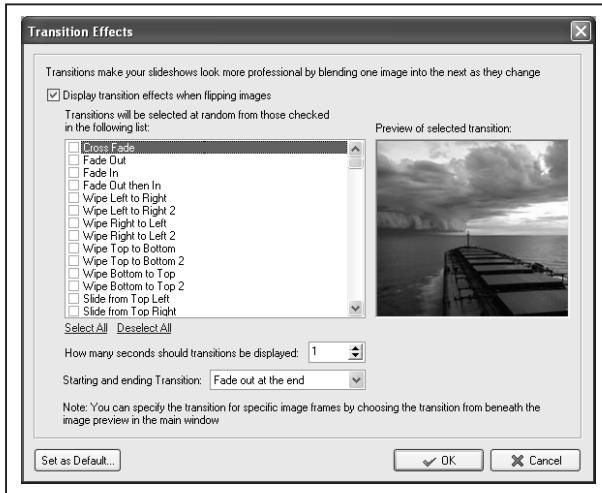 Transition Effects
Transitions make your slideshows look more professional by blending one image into the next as they change
Display transition effects when flipping images
Transitions will be selected at random from those checked
in the following list:
Preview of selected transition:
Cross Fade
Fade Out
Fade In
Fade Out then In
Wipe Left to Right
Wipe Left to Right 2
Wipe Right to Left
Wipe Right to Left 2
Wipe Top to Bottom
Wipe Top to Bottom 2
Wipe Bottom to Top
Wipe Bottom to Top 2
Slide from Top Left
Slide from Top Right
Select All Deselect All
How many seconds should transitions be displayed: 1
Starting and ending Transition: Fade out at the end
Note: You can specify the transition for specific image frames by choosing the transition from beneath the
image preview in the main window
Set as Default... OK Cancel